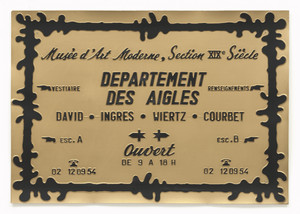 Musée d'Art Moderne, Section XIXe Siècle
DEPARTEMENT
VESTIAIRE
RENSEIGNEMENTS
DES AIGLES
DAVID • INGRES • WIERTZ • COURBET
ESC. A
ESC. B
Ouvert
DE 9 A 18 H
02 12 09 54
02 12 09 54